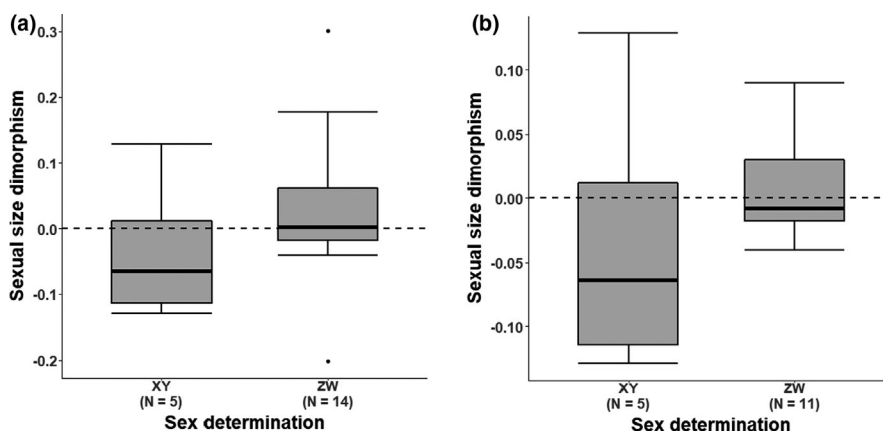 (a)
Sexual size dimorphism
0.3
0.2
0.1
0.0
-0.1
-0.2
XY
(N = 5)
ZW
(N = 14)
Sex determination
(b)
Sexual size dimorphism
0.10
0.05
0.00
-0.05
-0.10
XY
(N = 5)
ZW
(N = 11)
Sex determination